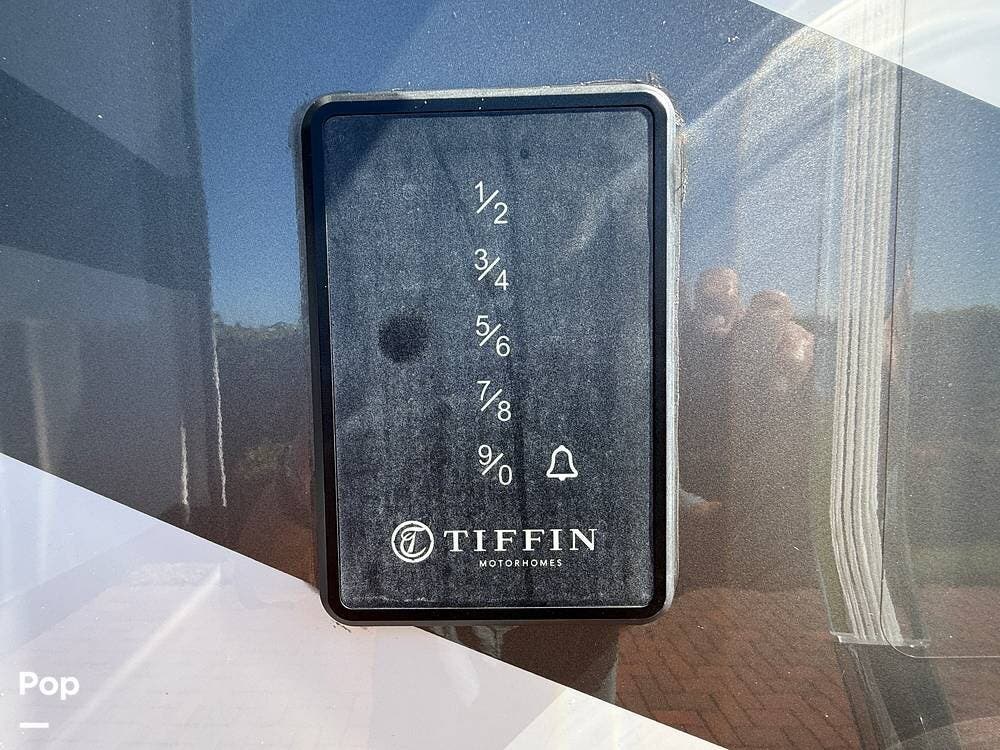 1/2
3/4
5/6
7/8
9/0
TIFFIN
MOTORHOMES
Pop